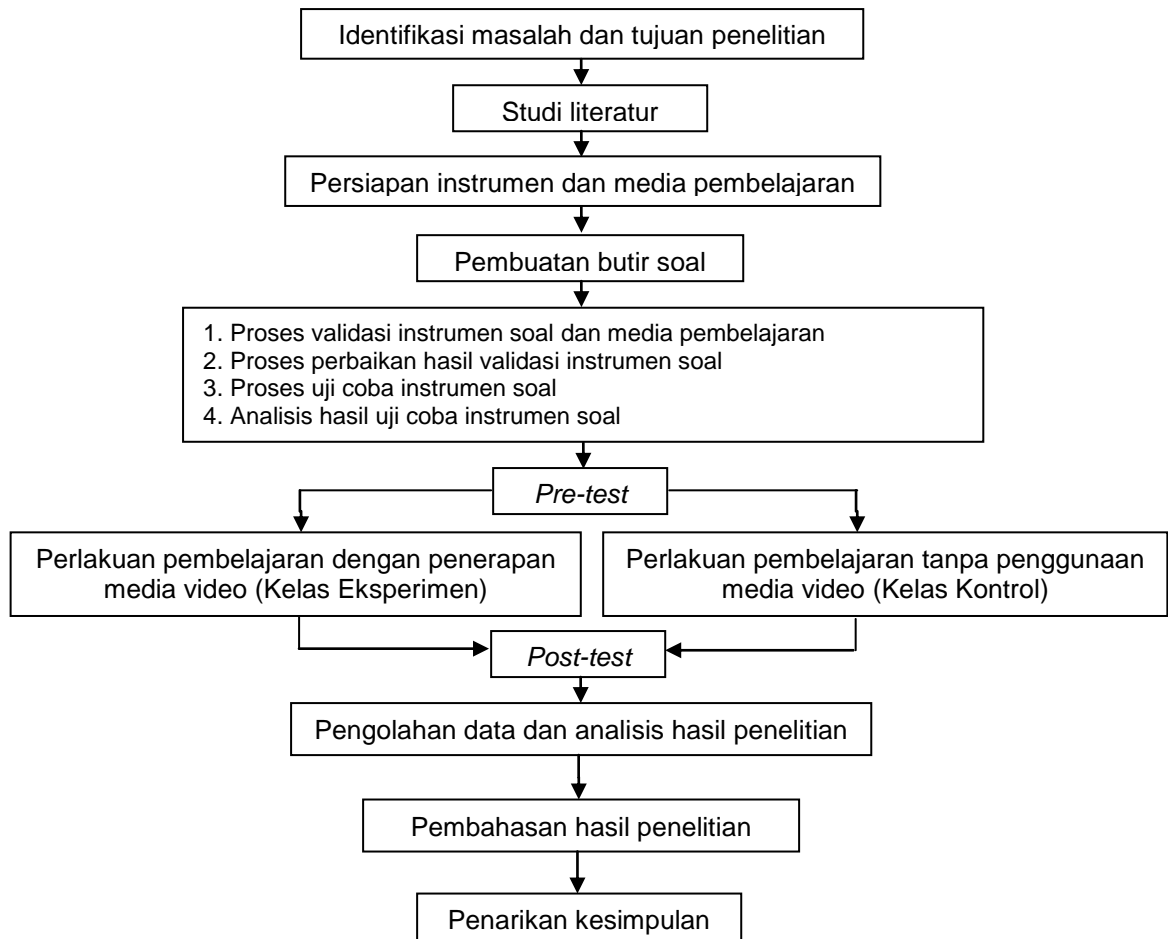 Identifikasi masalah dan tujuan penelitian
Studi literatur
Persiapan instrumen dan media pembelajaran
Pembuatan butir soal
1. Proses validasi instrumen soal dan media pembelajaran
2. Proses perbaikan hasil validasi instrumen soal
3. Proses uji coba instrumen soal
4. Analisis hasil uji coba instrumen soal
Pre-test
Perlakuan pembelajaran dengan penerapan
media video (Kelas Eksperimen)
Perlakuan pembelajaran tanpa penggunaan
media video (Kelas Kontrol)
Post-test
Pengolahan data dan analisis hasil penelitian
Pembahasan hasil penelitian
Penarikan kesimpulan